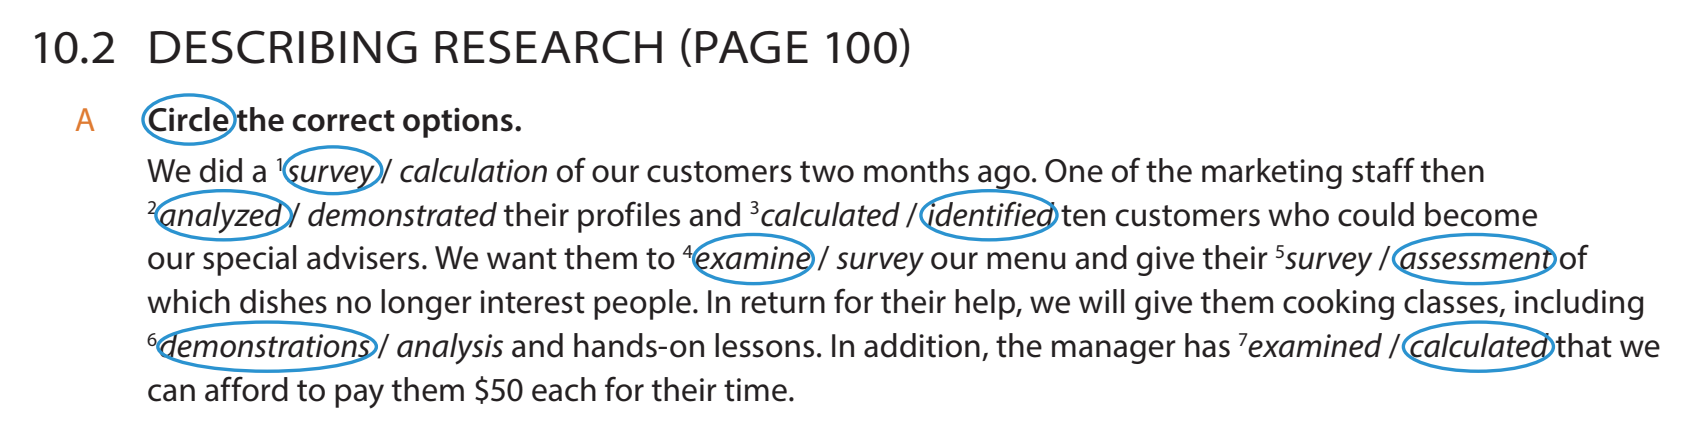 10.2 DESCRIBING RESEARCH (PAGE 100)
A Circle the correct options.
We did a ¹survey / calculation of our customers two months ago. One of the marketing staff then
²analyzed / demonstrated their profiles and ³calculated / identified ten customers who could become
our special advisers. We want them to ⁴examine / survey our menu and give their ⁵survey / assessment of
which dishes no longer interest people. In return for their help, we will give them cooking classes, including
⁶demonstrations / analysis and hands-on lessons. In addition, the manager has ⁷examined / calculated that we
can afford to pay them $50 each for their time.